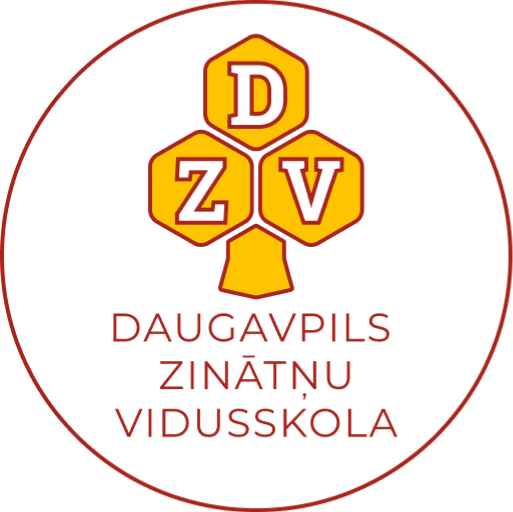 D
Z V
DAUGAVPILS
ZINĀTŅU
VIDUSSKOLA